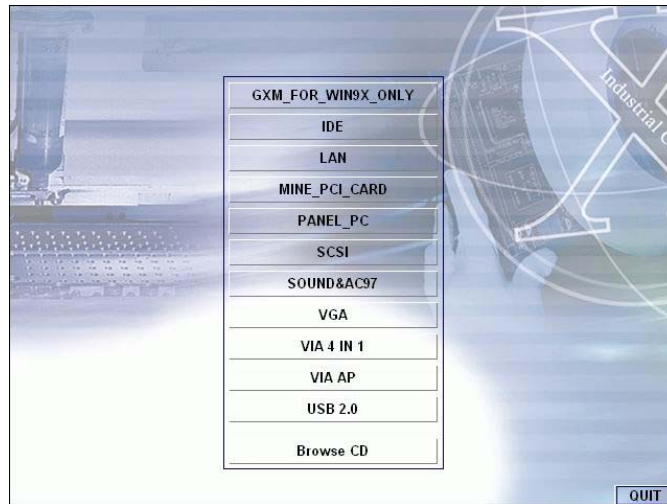 GXM_FOR_WIN9X_ONLY
IDE
LAN
MINE_PCI_CARD
PANEL_PC
SCSI
SOUND&AC97
VGA
VIA 4 IN 1
VIA AP
USB 2.0
Browse CD
Industrial
QUIT